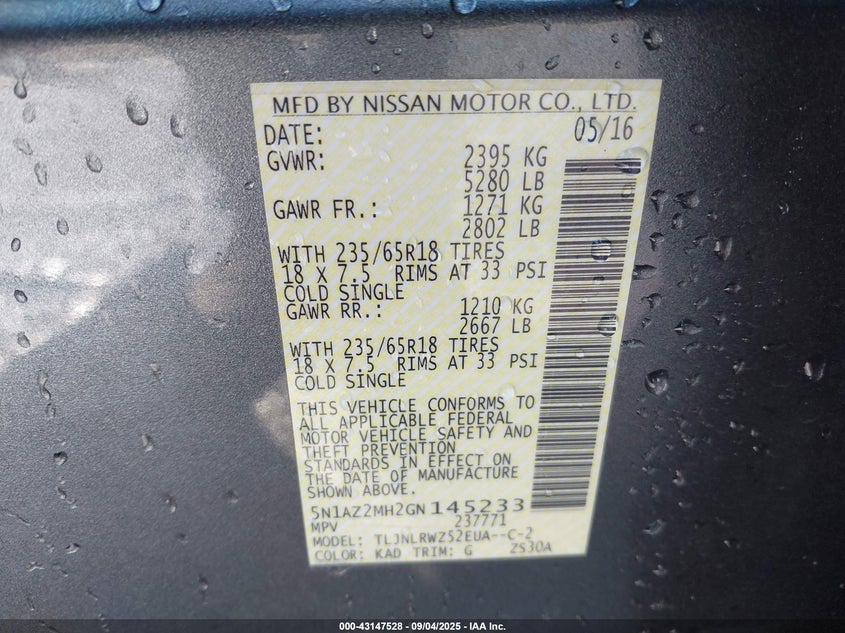 MFD BY NISSAN MOTOR CO., LTD.
DATE: 05/16
GVWR: 2395 KG
5280 LB
GAWR FR.: 1271 KG
2802 LB
WITH 235/65R18 TIRES
18 X 7.5 RIMS AT 33 PSI
COLD SINGLE
GAWR RR.: 1210 KG
2667 LB
WITH 235/65R18 TIRES
18 X 7.5 RIMS AT 33 PSI
COLD SINGLE
THIS VEHICLE CONFORMS TO
ALL APPLICABLE FEDERAL
MOTOR VEHICLE SAFETY AND
THEFT PREVENTION
STANDARDS IN EFFECT ON
THE DATE OF MANUFACTURE
SHOWN ABOVE.
5N1AZ2MH2GN145233
MPV 237771
MODEL: TLJNLRWZ52EUA--C-2
COLOR: KAD TRIM: G ZS30A
000-43147528 - 09/04/2025 - IAA Inc.